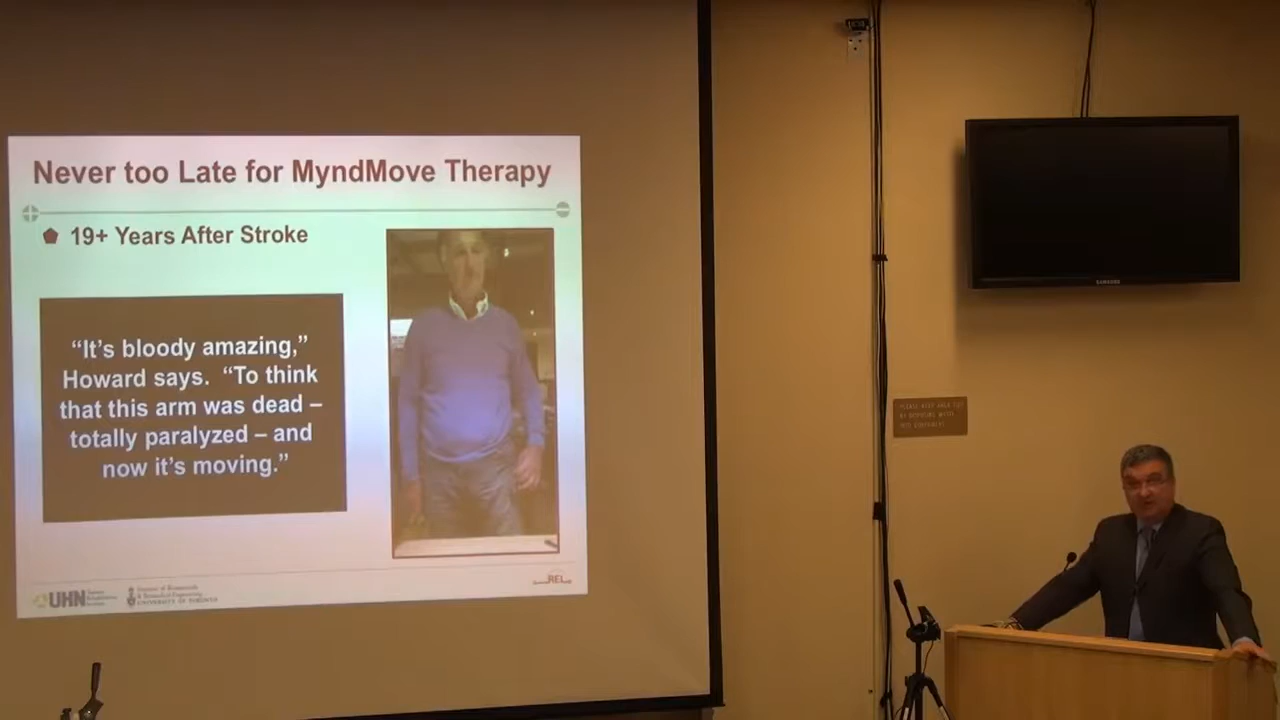 Never too Late for MyndMove Therapy
19+ Years After Stroke
“It’s bloody amazing,”
Howard says. “To think
that this arm was dead –
totally paralyzed – and
now it’s moving.”
UHN
UNIVERSITY OF TORONTO
REL
SAMSUNG